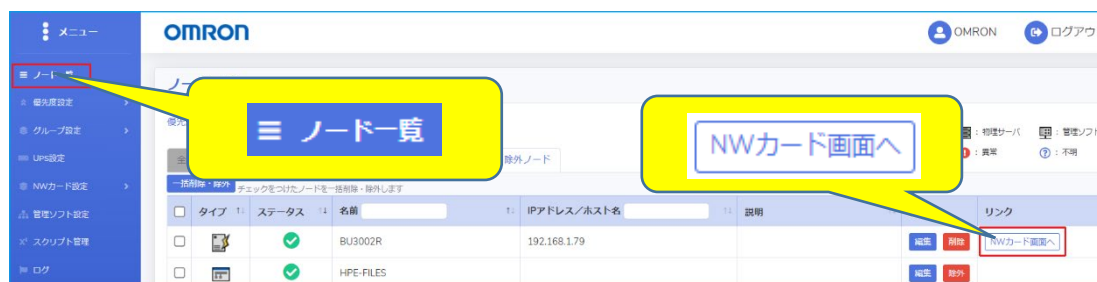 メニュー
OMRON
OMRON
ログアウ
ノード一覧
優先度設定
グループ設定
UPS設定
NWカード設定
管理ソフト設定
スクリプト管理
ログ
ノード一覧
NWカード画面へ
：物理サーバ
：管理ソフト
：異常
：不明
除外ノード
一括削除・除外
チェックをつけたノードを一括削除・除外します
タイプ ステータス 名前 IPアドレス／ホスト名 説明 リンク
BU3002R 192.168.1.79 編集 削除 NWカード画面へ
HPE-FILES 編集 除外